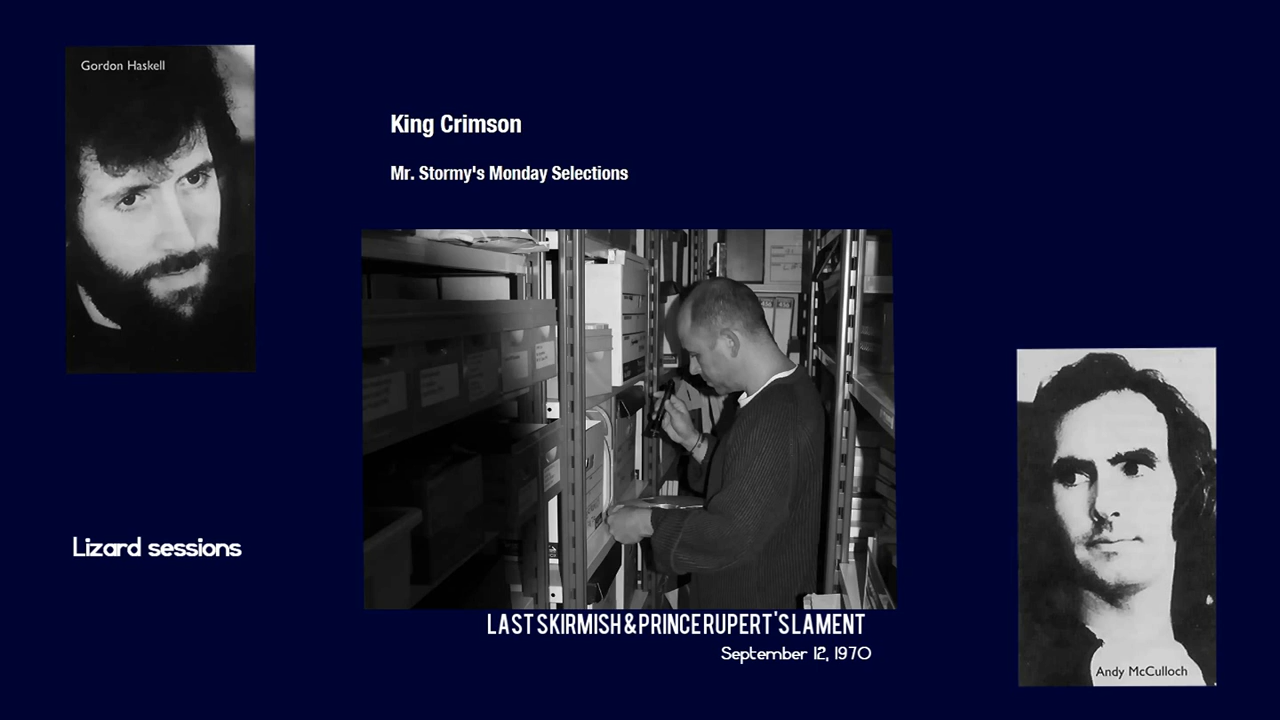 Gordon Haskell
King Crimson
Mr. Stormy's Monday Selections
Lizard sessions
LAST SKIRMISH & PRINCE RUPERT'S LAMENT
September 12, 1970
Andy McCulloch